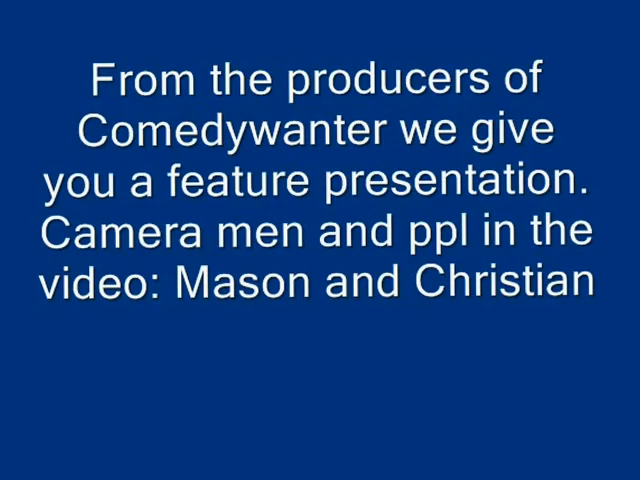 From the producers of
Comedywanter we give
you a feature presentation.
Camera men and ppl in the
video: Mason and Christian